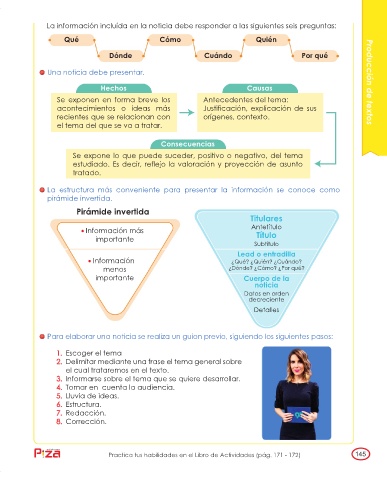 La información incluida en la noticia debe responder a las siguientes seis preguntas:
Qué
Cómo
Quién
Dónde
Cuándo
Por qué
Producción de textos
Una noticia debe presentar.
Hechos
Se exponen en forma breve los
acontecimientos o ideas más
recientes que se relacionan con
el tema del que se va a tratar.
Causas
Antecedentes del tema:
Justificación, explicación de sus
orígenes, contexto.
Consecuencias
Se expone lo que puede suceder, positivo o negativo, del tema
estudiado. Es decir, refleja la valoración y proyección de asunto
tratado.
La estructura más conveniente para presentar la información se conoce como
pirámide invertida.
Pirámide invertida
• Información más
importante
• Información
menos
importante
Titulares
Antetítulo
Título
Subtítulo
Lead o entradilla
¿Qué? ¿Quién? ¿Cuándo?
¿Dónde? ¿Cómo? ¿Por qué?
Cuerpo de la
noticia
Datos en orden
decreciente
Detalles
Para elaborar una noticia se realiza un guion previo, siguiendo los siguientes pasos:
1. Escoger el tema
2. Delimitar mediante una frase el tema general sobre
el cual trataremos en el texto.
3. Informarse sobre el tema que se quiere desarrollar.
4. Tomar en cuenta la audiencia.
5. Lluvia de ideas.
6. Estructura.
7. Redacción.
8. Corrección.
Practica tus habilidades en el Libro de Actividades (pág. 171 - 172)
145